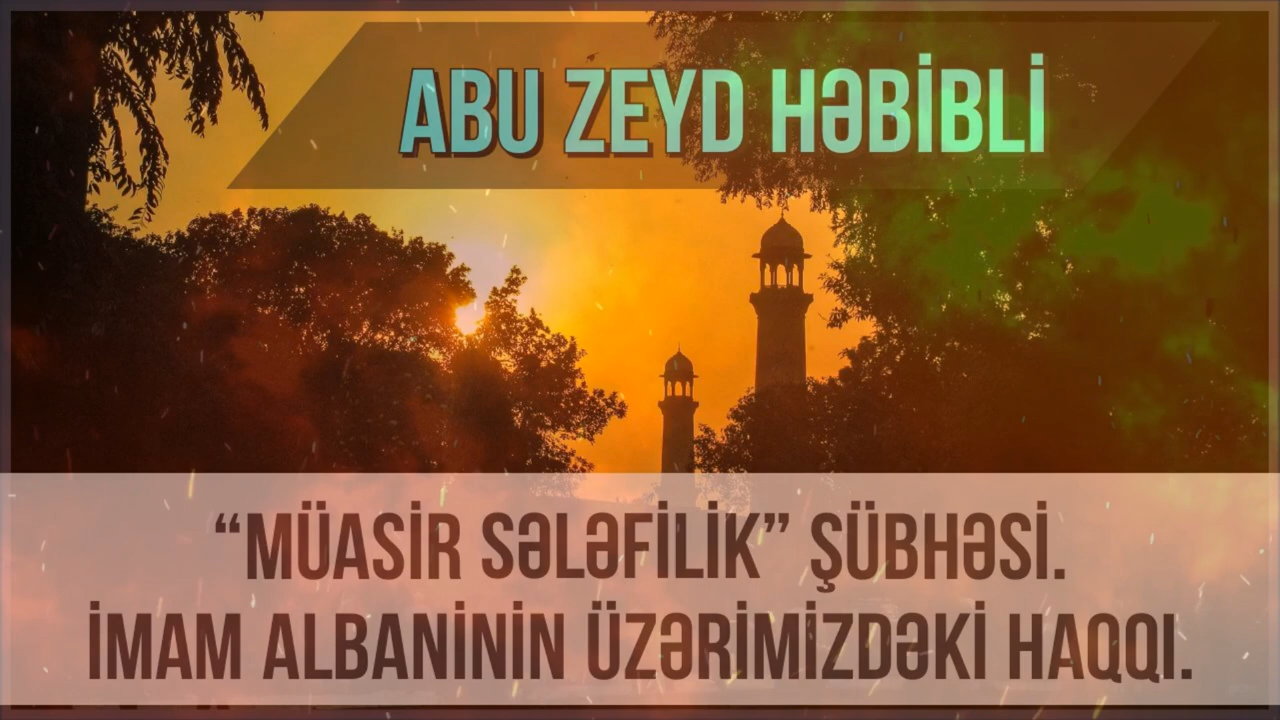 ABU ZEYD HƏBİBLİ
“MÜASİR SƏLƏFİLİK” ŞÜBHƏSİ.
İMAM ALBANİNİN ÜZƏRİMİZDƏKİ HAQQI.